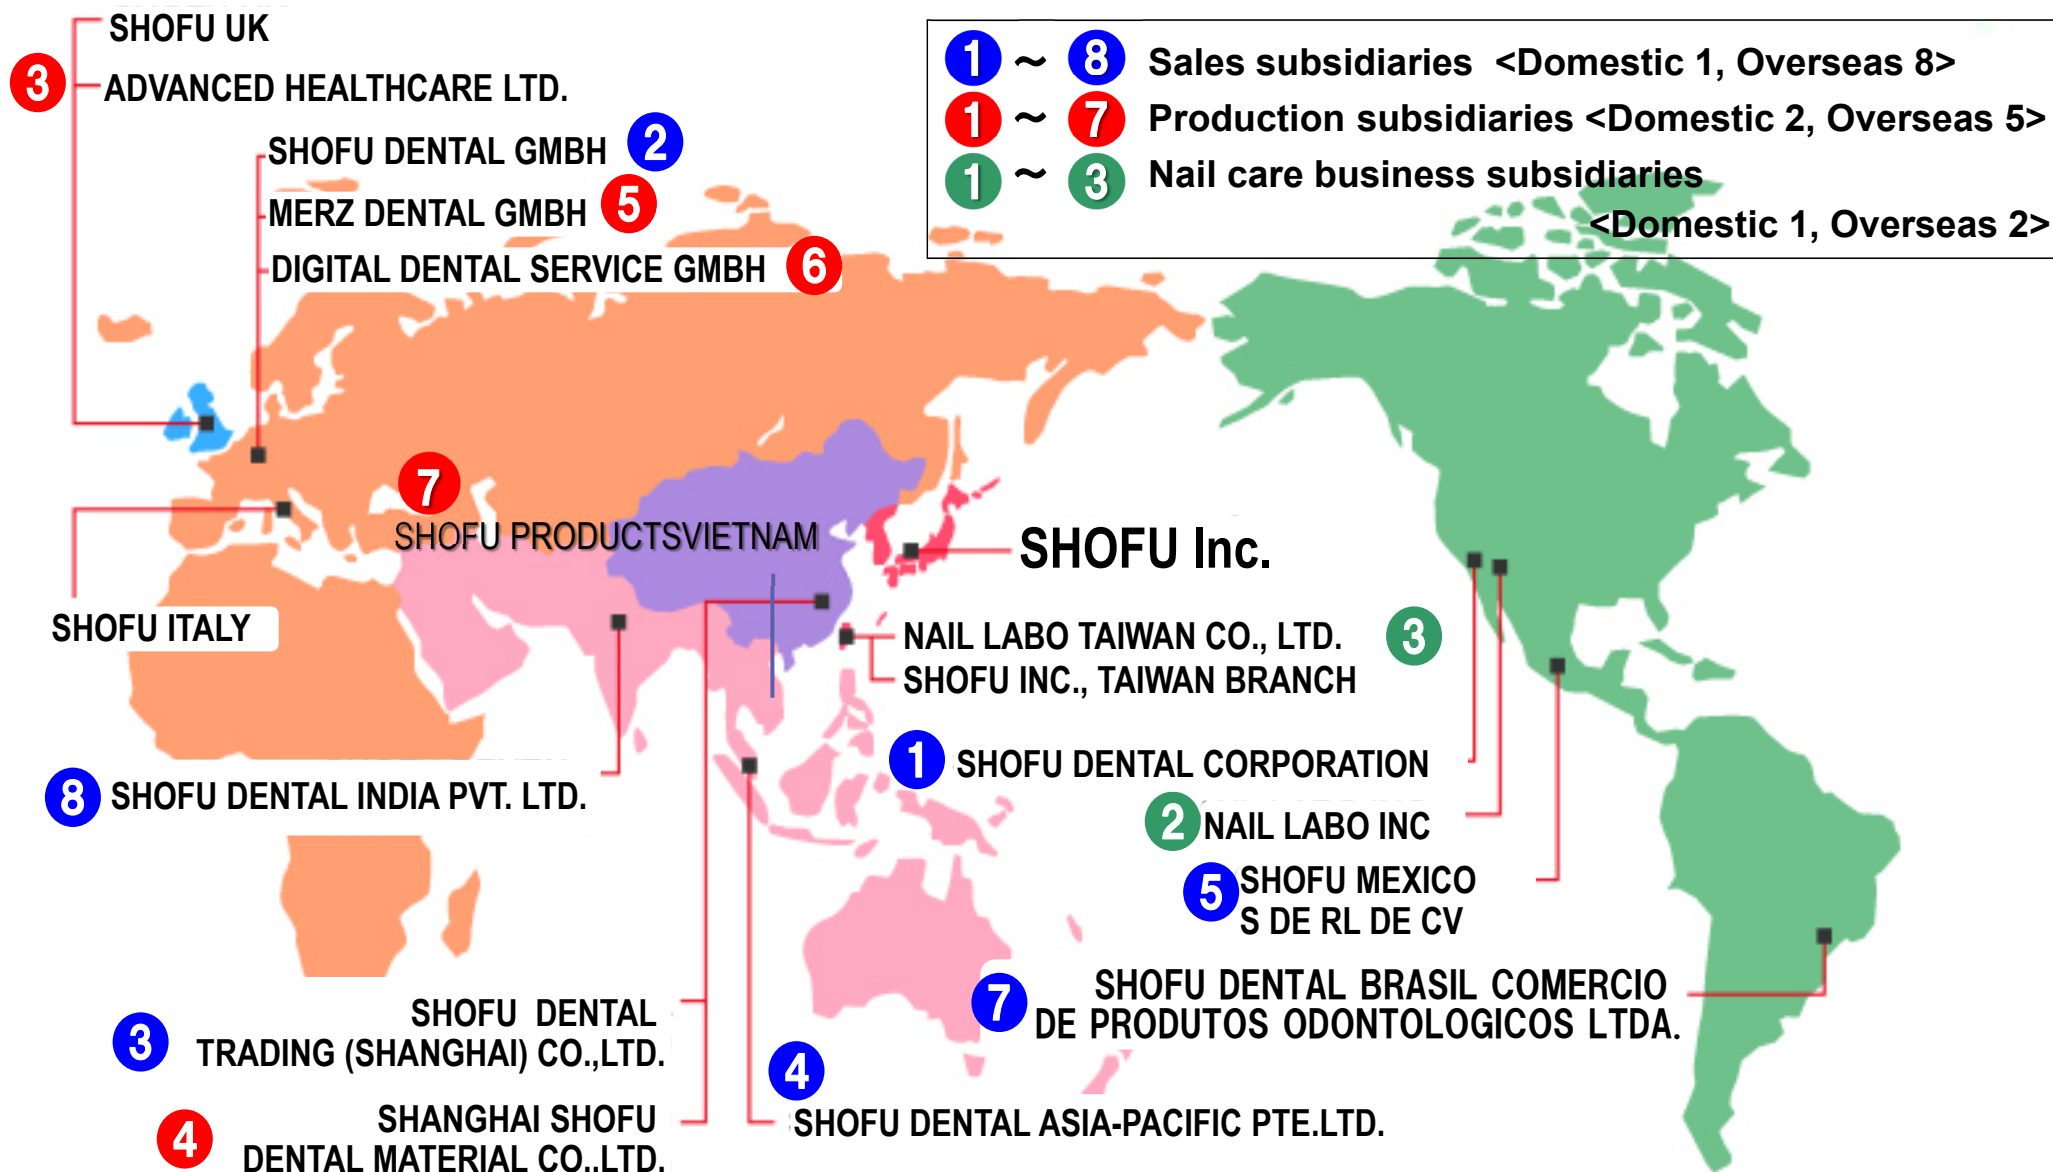 SHOFU UK
3
ADVANCED HEALTHCARE LTD.
SHOFU DENTAL GMBH 2
MERZ DENTAL GMBH 5
DIGITAL DENTAL SERVICE GMBH 6
1 ~ 8 Sales subsidiaries <Domestic 1, Overseas 8>
1 ~ 7 Production subsidiaries <Domestic 2, Overseas 5>
1 ~ 3 Nail care business subsidiaries
<Domestic 1, Overseas 2>
7
SHOFU PRODUCTSVIETNAM
SHOFU Inc.
SHOFU ITALY
NAIL LABO TAIWAN CO., LTD. 3
SHOFU INC., TAIWAN BRANCH
1 SHOFU DENTAL CORPORATION
8 SHOFU DENTAL INDIA PVT. LTD.
2 NAIL LABO INC
5 SHOFU MEXICO
S DE RL DE CV
7 SHOFU DENTAL BRASIL COMERCIO
DE PRODUTOS ODONTOLOGICOS LTDA.
3 SHOFU DENTAL
TRADING (SHANGHAI) CO.,LTD.
4
SHOFU DENTAL ASIA-PACIFIC PTE.LTD.
4 SHANGHAI SHOFU
DENTAL MATERIAL CO.,LTD.